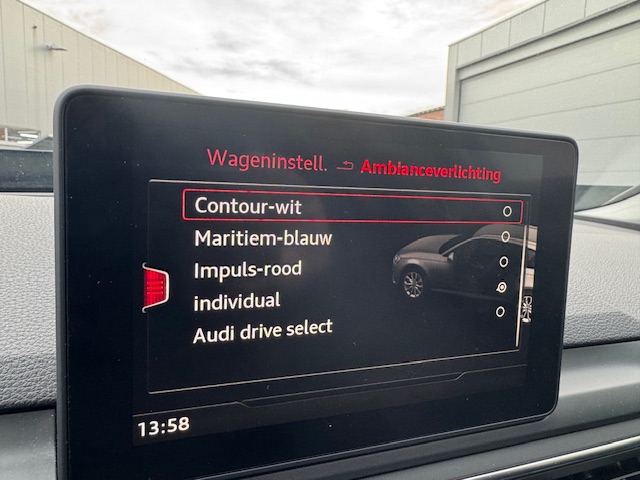 Wageninstell. Ambianceverlichting
Contour-wit
Maritiem-blauw
Impuls-rood
individual
Audi drive select
13:58